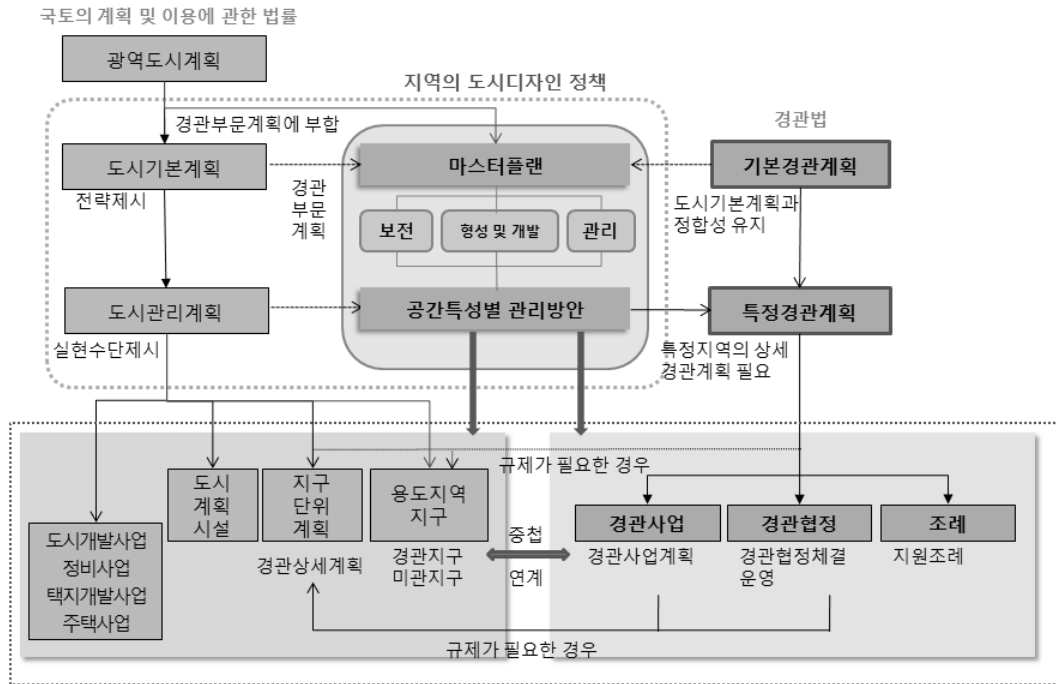 국토의 계획 및 이용에 관한 법률
광역도시계획
지역의 도시디자인 정책
경관부문계획에 부합
경관법
도시기본계획
마스터플랜
기본경관계획
전략제시
경관
부문
계획
도시기본계획과
정합성 유지
보전
형성 및 개발
관리
도시관리계획
공간특성별 관리방안
특정경관계획
실현수단제시
특정지역의 상세
경관계획 필요
규제가 필요한 경우
도시
계획
시설
지구
단위
계획
용도지역
지구
경관사업
경관협정
조례
도시개발사업
정비사업
택지개발사업
주택사업
경관상세계획
경관지구
미관지구
중첩
연계
경관사업계획
경관협정체결
운영
지원조례
규제가 필요한 경우